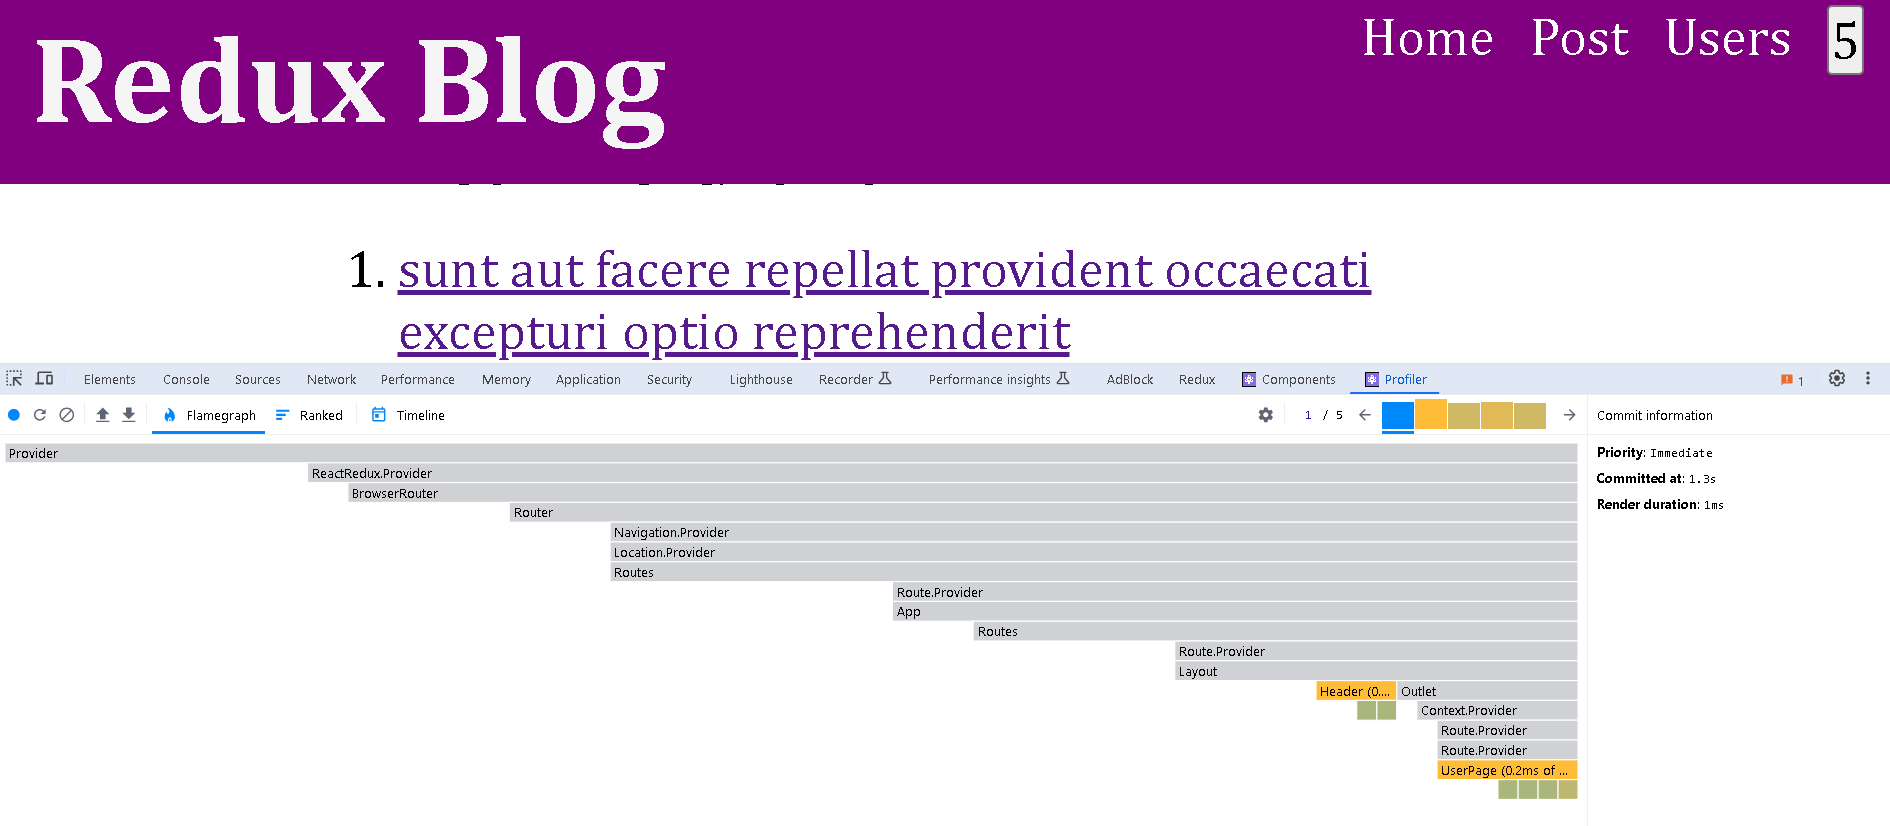 Redux Blog
Home Post Users 5
1. sunt aut facere repellat provident occaecati
excepturi optio reprehenderit
Elements Console Sources Network Performance Memory Application Security Lighthouse Recorder Performance insights AdBlock Redux Components Profiler 1
Flamegraph Ranked Timeline 1 / 5 Commit information
Provider
ReactRedux.Provider
BrowserRouter
Router
Navigation.Provider
Location.Provider
Routes
Route.Provider
App
Routes
Route.Provider
Layout
Header (0.... Outlet
Context.Provider
Route.Provider
Route.Provider
UserPage (0.2ms of ...
Priority: Immediate
Committed at: 1.3s
Render duration: 1ms